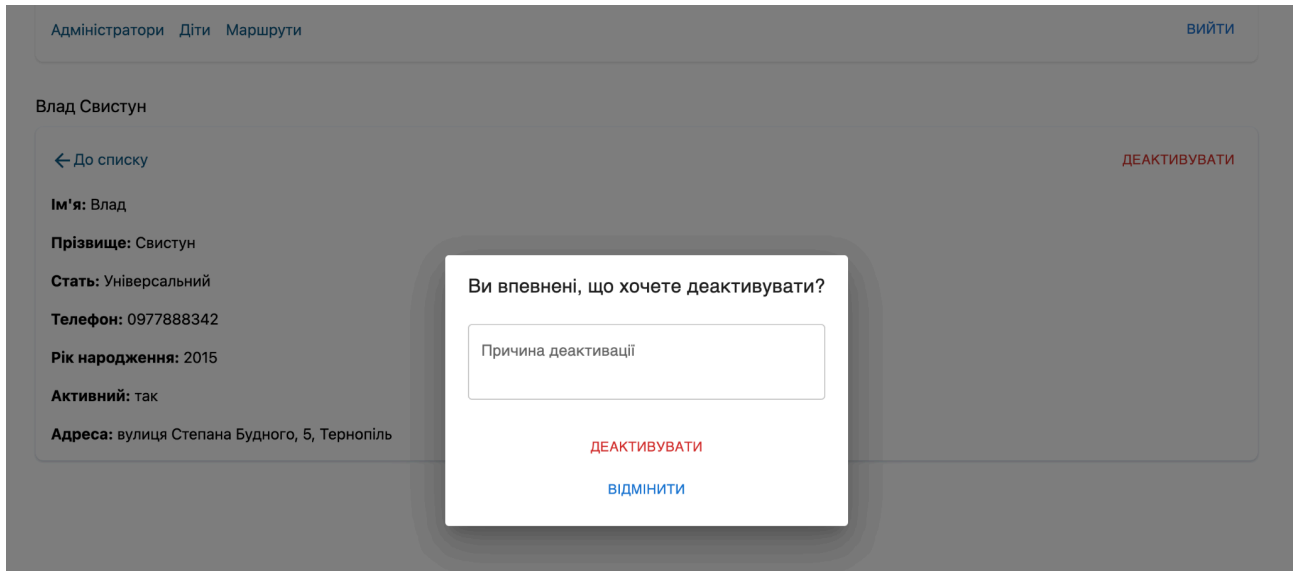 Адміністратори Діти Маршрути ВИЙТИ
Влад Свистун
← До списку ДЕАКТИВУВАТИ
Ім'я: Влад
Прізвище: Свистун
Стать: Універсальний
Телефон: 0977888342
Рік народження: 2015
Активний: так
Адреса: вулиця Степана Будного, 5, Тернопіль
Ви впевнені, що хочете деактивувати?
Причина деактивації
ДЕАКТИВУВАТИ
ВІДМІНИТИ